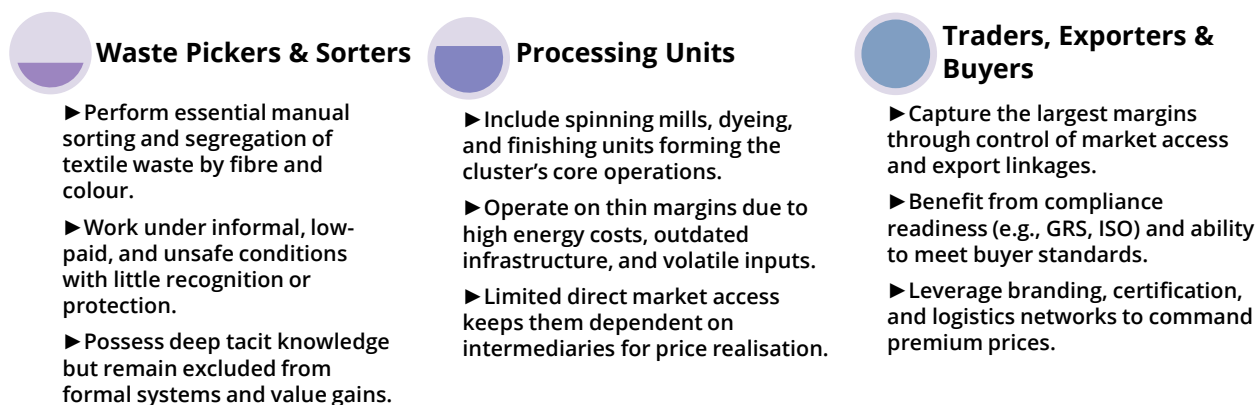 Waste Pickers & Sorters
►Perform essential manual
sorting and segregation of
textile waste by fibre and
colour.
►Work under informal, low-
paid, and unsafe conditions
with little recognition or
protection.
►Possess deep tacit knowledge
but remain excluded from
formal systems and value gains.
Processing Units
►Include spinning mills, dyeing,
and finishing units forming the
cluster’s core operations.
►Operate on thin margins due to
high energy costs, outdated
infrastructure, and volatile inputs.
►Limited direct market access
keeps them dependent on
intermediaries for price realisation.
Traders, Exporters &
Buyers
►Capture the largest margins
through control of market access
and export linkages.
►Benefit from compliance
readiness (e.g., GRS, ISO) and ability
to meet buyer standards.
►Leverage branding, certification,
and logistics networks to command
premium prices.